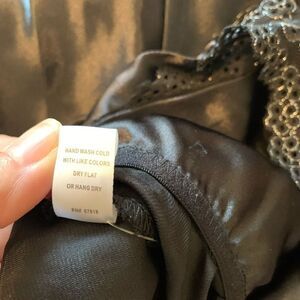 HAND WASH COLD
WITH LIKE COLORS
DRY FLAT
OR HANG DRY